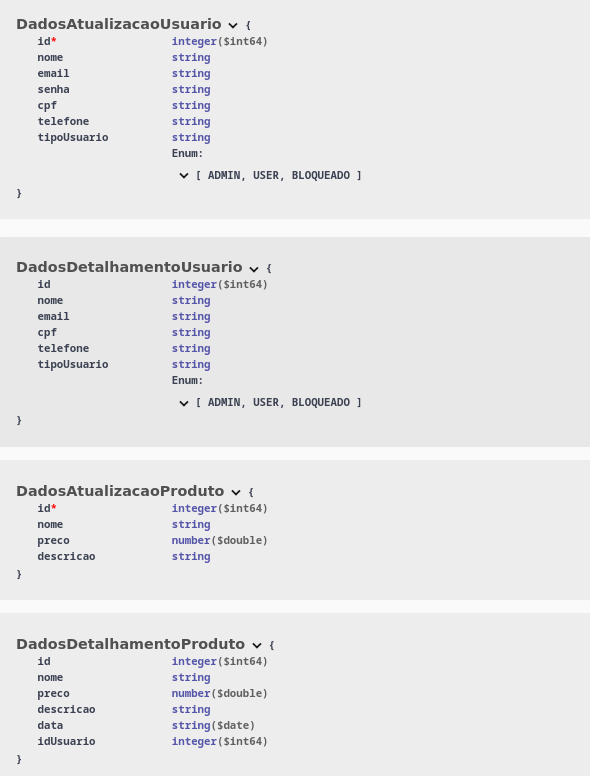 DadosAtualizacaoUsuario {
id* integer($int64)
nome string
email string
senha string
cpf string
telefone string
tipoUsuario string
Enum:
[ ADMIN, USER, BLOQUEADO ]
}
DadosDetalhamentoUsuario {
id integer($int64)
nome string
email string
cpf string
telefone string
tipoUsuario string
Enum:
[ ADMIN, USER, BLOQUEADO ]
}
DadosAtualizacaoProduto {
id* integer($int64)
nome string
preco number($double)
descricao string
}
DadosDetalhamentoProduto {
id integer($int64)
nome string
preco number($double)
descricao string
data string($date)
idUsuario integer($int64)
}